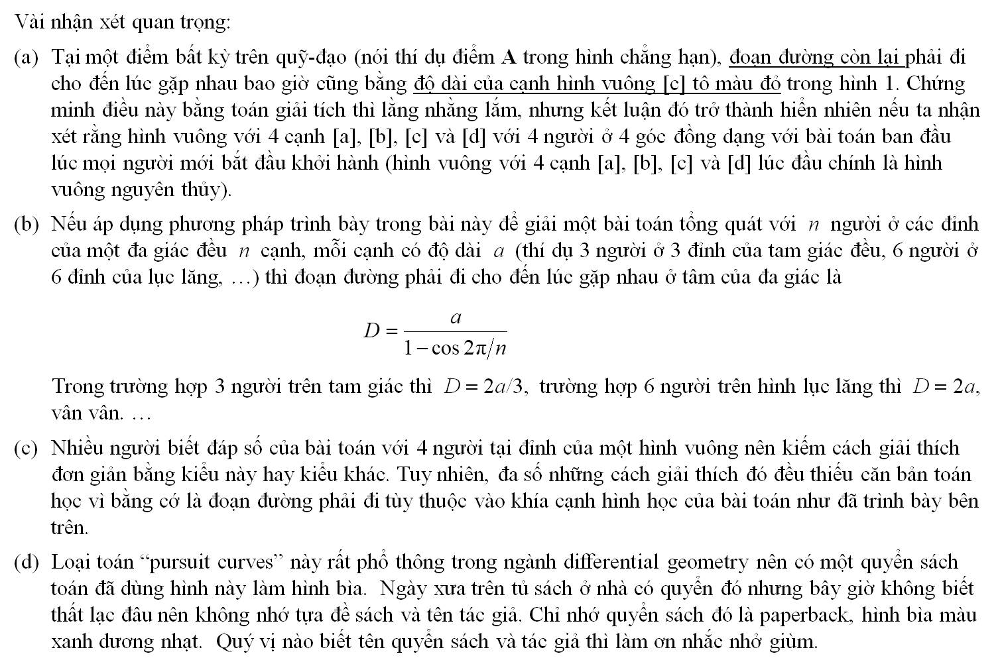 Vài nhận xét quan trọng:
(a) Tại một điểm bất kỳ trên quỹ-đạo (nói thí dụ điểm A trong hình chẳng hạn), đoạn đường còn lại phải đi
cho đến lúc gặp nhau bao giờ cũng bằng độ dài của cạnh hình vuông [c] tô màu đỏ trong hình 1. Chứng
minh điều này bằng toán giải tích thì lằng nhằng lắm, nhưng kết luận đó trở thành hiển nhiên nếu ta nhận
xét rằng hình vuông với 4 cạnh [a], [b], [c] và [d] với 4 người ở 4 góc đồng dạng với bài toán ban đầu
lúc mọi người mới bắt đầu khởi hành (hình vuông với 4 cạnh [a], [b], [c] và [d] lúc đầu chính là hình
vuông nguyên thủy).
(b) Nếu áp dụng phương pháp trình bày trong bài này để giải một bài toán tổng quát với n người ở các đỉnh
của một đa giác đều n cạnh, mỗi cạnh có độ dài a (thí dụ 3 người ở 3 đỉnh của tam giác đều, 6 người ở
6 đỉnh của lục lăng, …) thì đoạn đường phải đi cho đến lúc gặp nhau ở tâm của đa giác là
D = a / (1 − cos 2π/n)
Trong trường hợp 3 người trên tam giác thì D = 2a/3, trường hợp 6 người trên hình lục lăng thì D = 2a,
vân vân. …
(c) Nhiều người biết đáp số của bài toán với 4 người tại đỉnh của một hình vuông nên kiếm cách giải thích
đơn giản bằng kiểu này hay kiểu khác. Tuy nhiên, đa số những cách giải thích đó đều thiếu căn bản toán
học vì bằng cớ là đoạn đường phải đi tùy thuộc vào khía cạnh hình học của bài toán như đã trình bày bên
trên.
(d) Loại toán “pursuit curves” này rất phổ thông trong ngành differential geometry nên có một quyển sách
toán đã dùng hình này làm hình bìa. Ngày xưa trên tủ sách ở nhà có quyển đó nhưng bây giờ không biết
thất lạc đâu nên không nhớ tựa đề sách và tên tác giả. Chỉ nhớ quyển sách đó là paperback, hình bìa màu
xanh dương nhạt. Quý vị nào biết tên quyển sách và tác giả thì làm ơn nhắc nhở giùm.